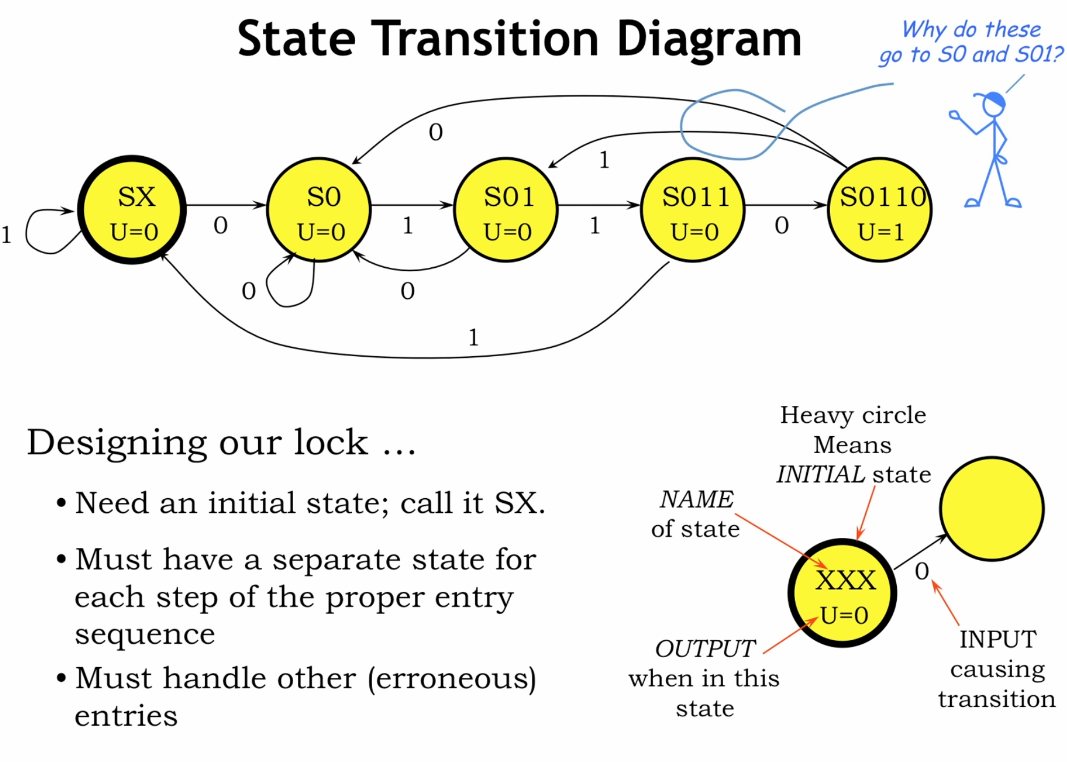 State Transition Diagram
Why do these
go to S0 and S01?
0
1
SX
U=0
S0
U=0
S01
U=0
S011
U=0
S0110
U=1
1
0
1
1
0
0
0
1
Designing our lock …
• Need an initial state; call it SX.
• Must have a separate state for
each step of the proper entry
sequence
• Must handle other (erroneous)
entries
Heavy circle
Means
INITIAL state
NAME
of state
XXX
U=0
0
OUTPUT
when in this
state
INPUT
causing
transition